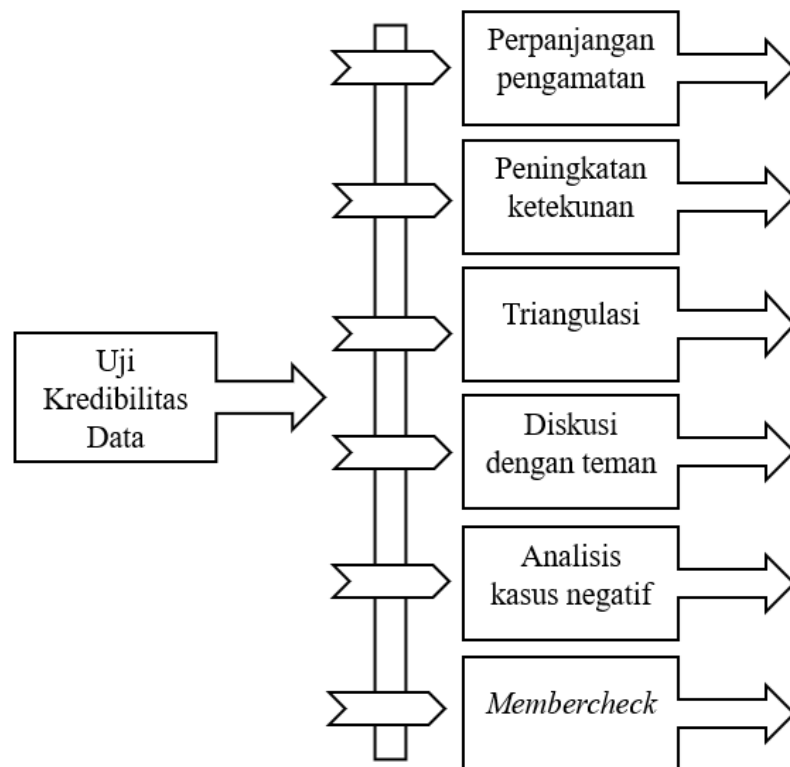 Perpanjangan
pengamatan
Peningkatan
ketekunan
Triangulasi
Uji
Kredibilitas
Data
Diskusi
dengan teman
Analisis
kasus negatif
Membercheck